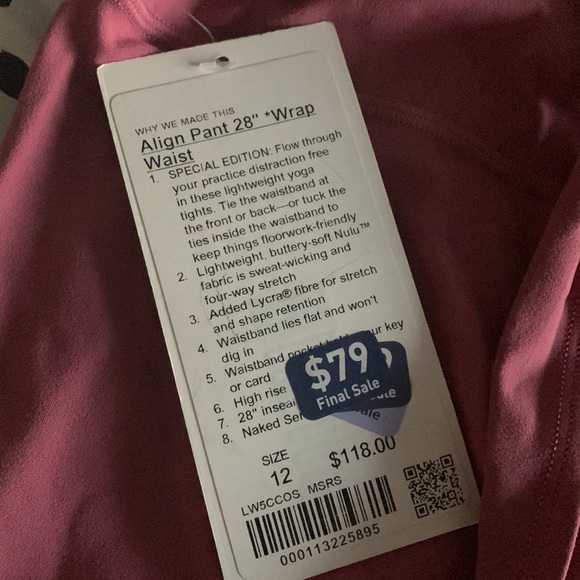 WHY WE MADE THIS
Align Pant 28" *Wrap
Waist
1. SPECIAL EDITION: Flow through
your practice distraction free
in these lightweight yoga
tights. Tie the waistband at
the front or back—or tuck the
ties inside the waistband to
keep things floorwork-friendly
2. Lightweight, buttery-soft Nulu™
fabric is sweat-wicking and
four-way stretch
3. Added Lycra® fibre for stretch
and shape retention
4. Waistband lies flat and won't
dig in
5. Waistband key
or card
6. High rise
7. 28"
8. Naked
$79
Final Sale
SIZE
12
$118.00
LW5CCOS MSRS
000113225895